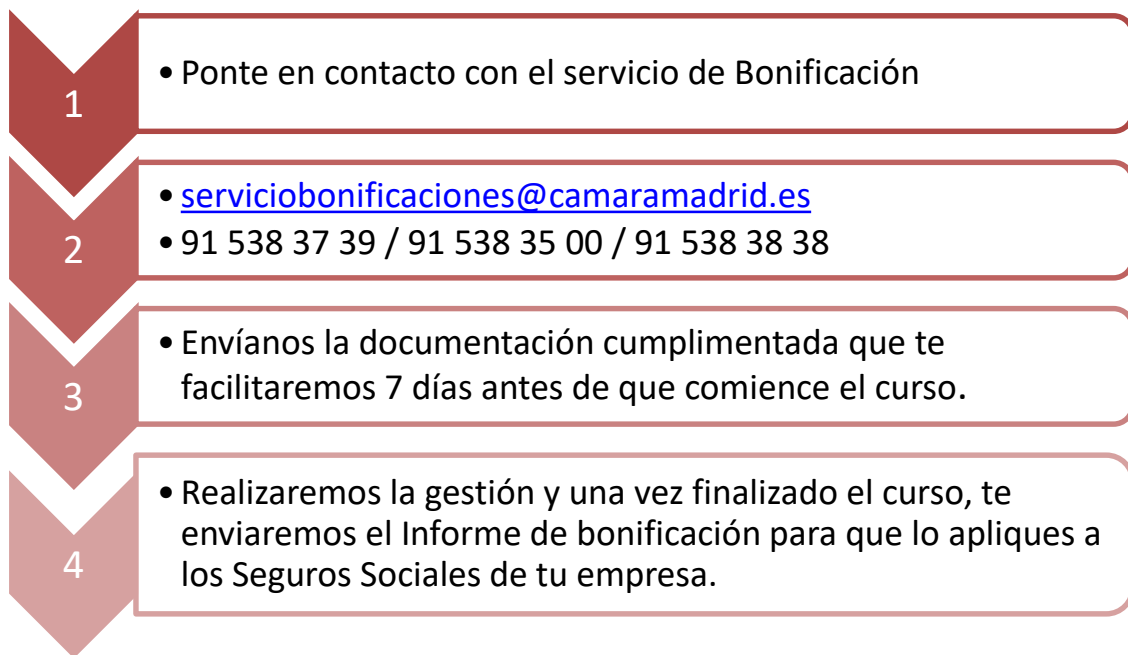 1
• Ponte en contacto con el servicio de Bonificación
2
• serviciobonificaciones@camaramadrid.es
• 91 538 37 39 / 91 538 35 00 / 91 538 38 38
3
• Envíanos la documentación cumplimentada que te
facilitaremos 7 días antes de que comience el curso.
4
• Realizaremos la gestión y una vez finalizado el curso, te
enviaremos el Informe de bonificación para que lo apliques a
los Seguros Sociales de tu empresa.